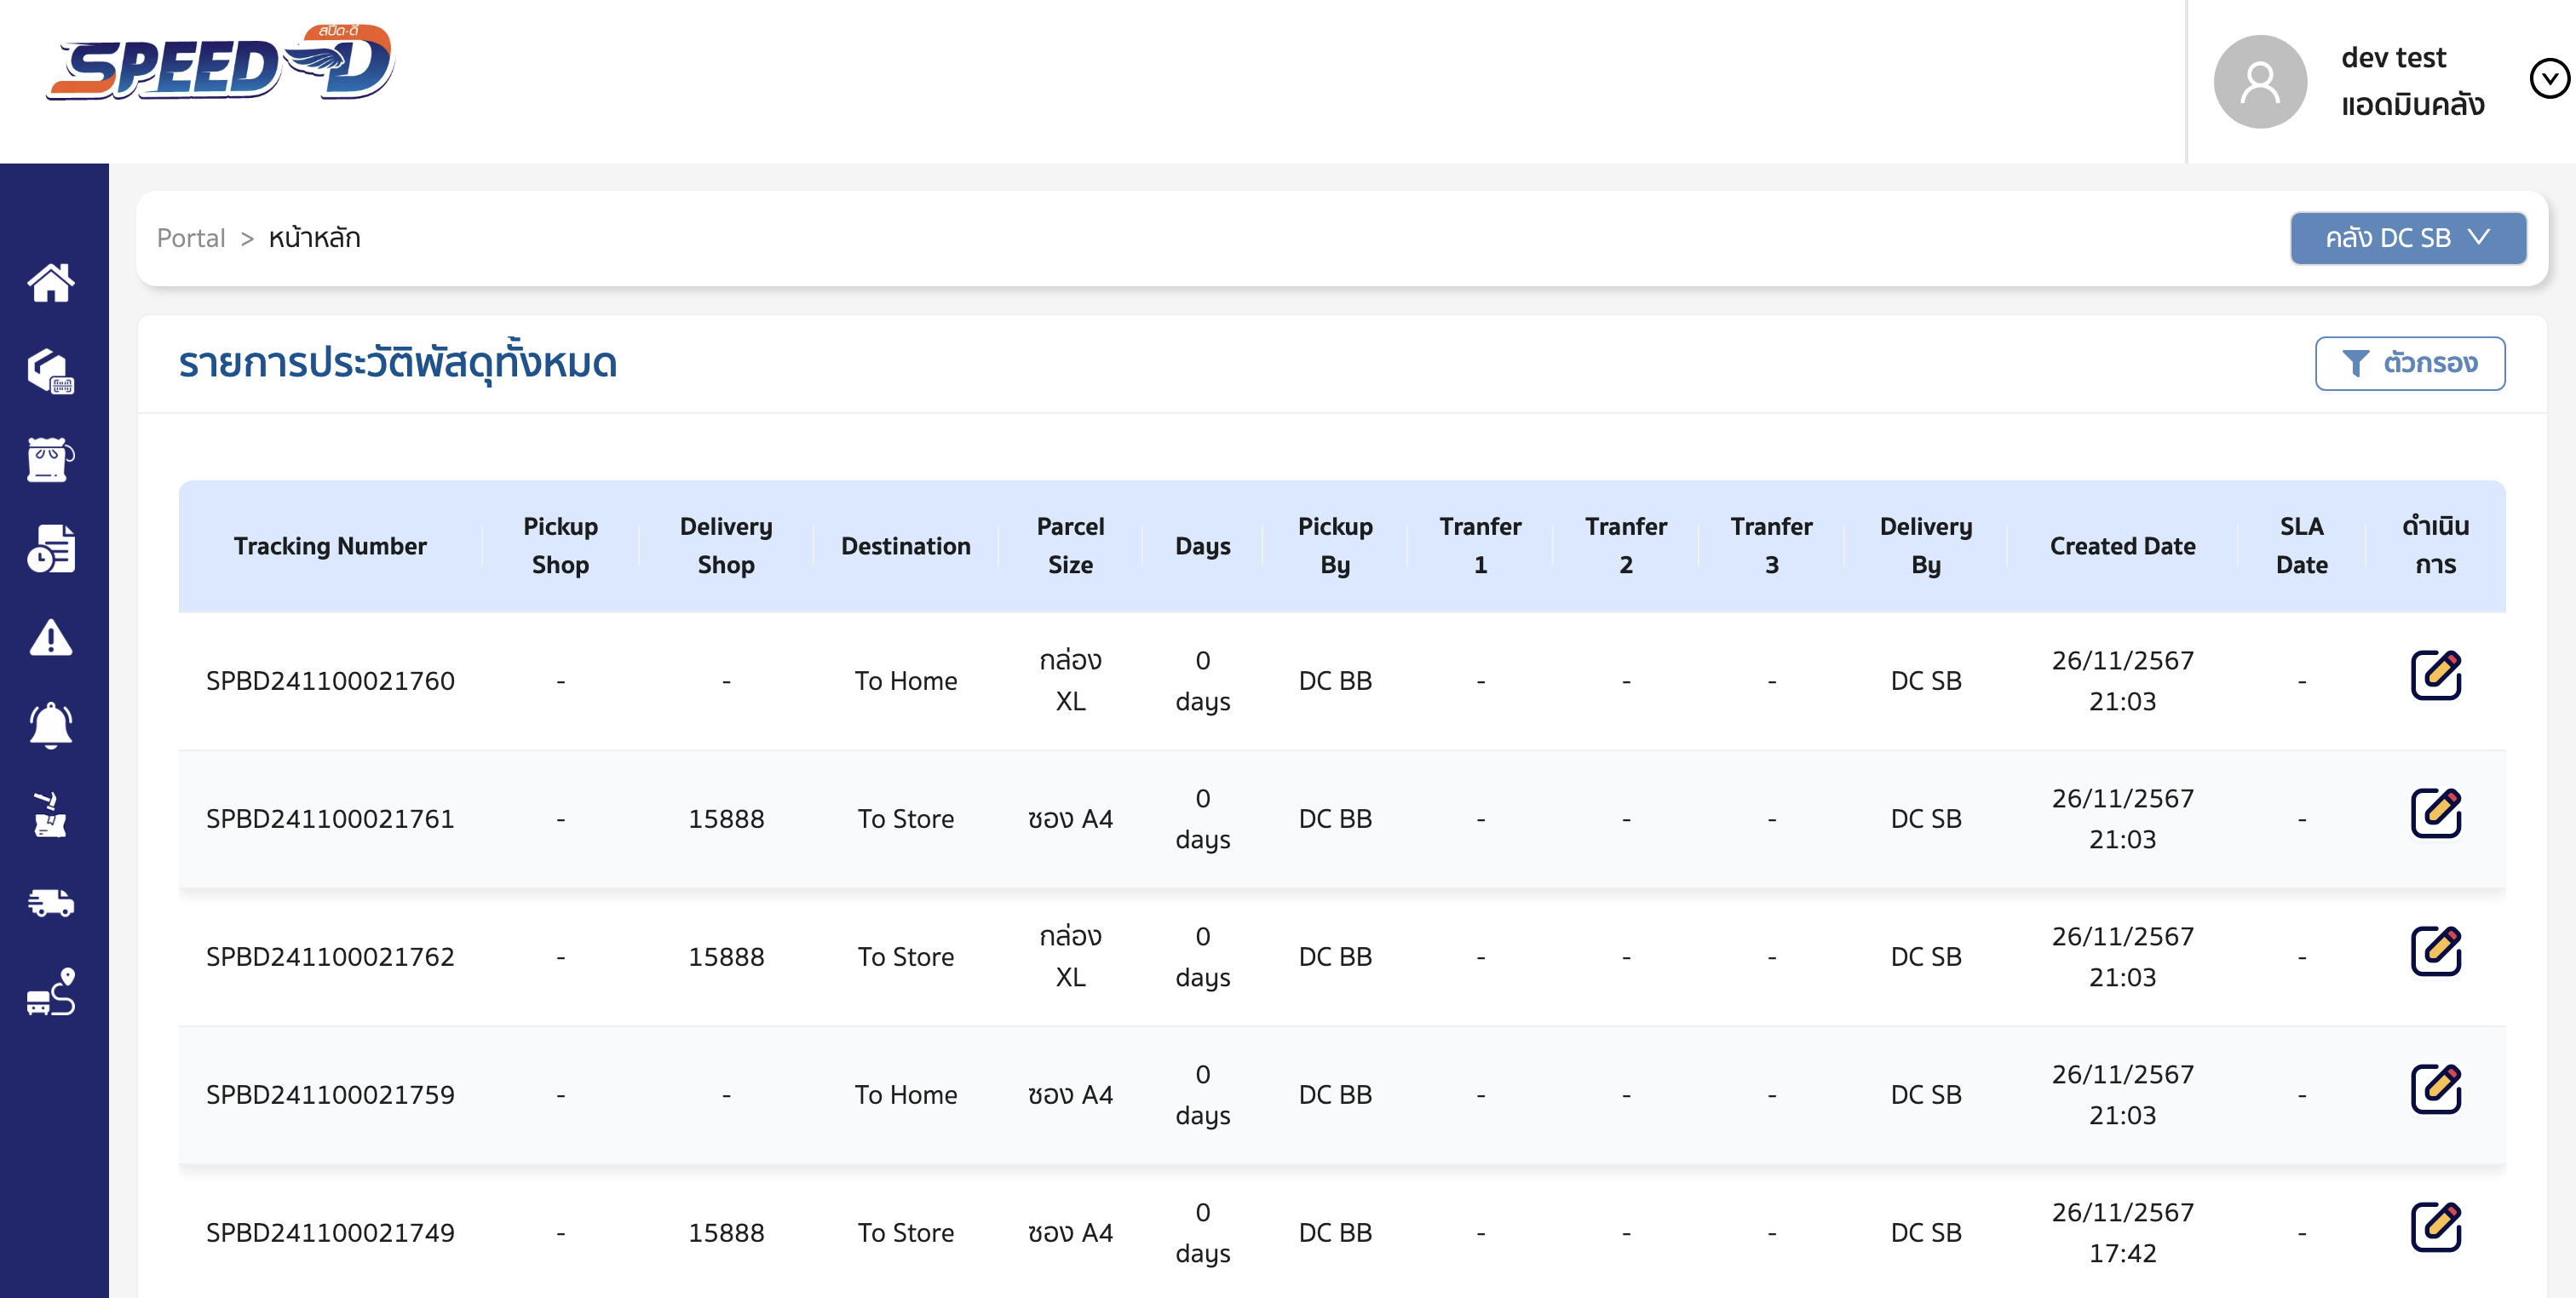 สปีด-ดี
SPEED-D
dev test
แอดมินคลัง
Portal > หน้าหลัก
คลัง DC SB
รายการประวัติพัสดุทั้งหมด
ตัวกรอง
Tracking Number Pickup Shop Delivery Shop Destination Parcel Size Days Pickup By Tranfer 1 Tranfer 2 Tranfer 3 Delivery By Created Date SLA Date ดำเนินการ
SPBD241100021760 - - To Home กล่อง XL 0 days DC BB - - - DC SB 26/11/2567 21:03 -
SPBD241100021761 - 15888 To Store ซอง A4 0 days DC BB - - - DC SB 26/11/2567 21:03 -
SPBD241100021762 - 15888 To Store กล่อง XL 0 days DC BB - - - DC SB 26/11/2567 21:03 -
SPBD241100021759 - - To Home ซอง A4 0 days DC BB - - - DC SB 26/11/2567 21:03 -
SPBD241100021749 - 15888 To Store ซอง A4 0 days DC BB - - - DC SB 26/11/2567 17:42 -